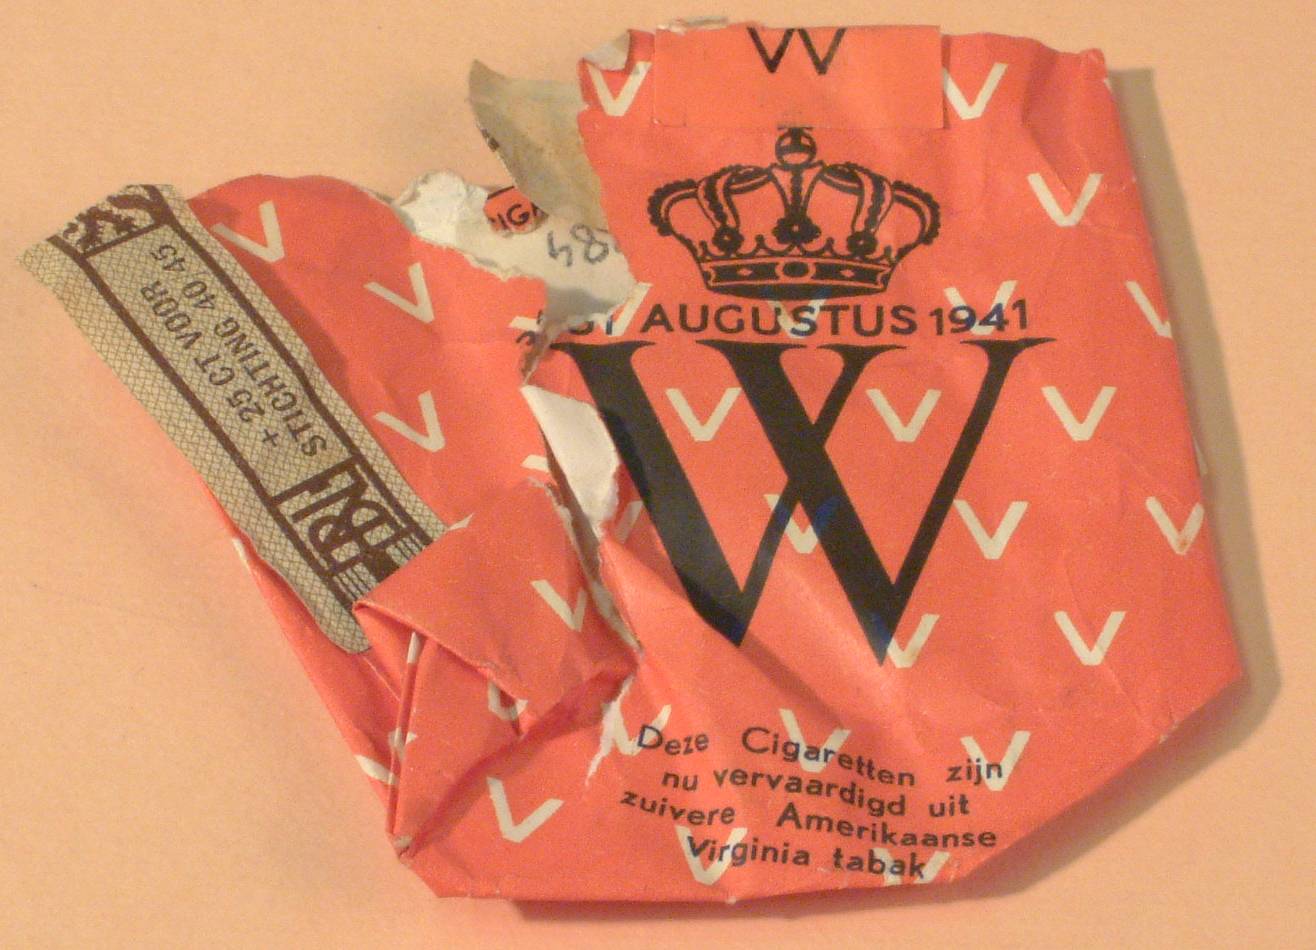 W
AUGUSTUS 1941
W
Deze Cigaretten zijn
nu vervaardigd uit
zuivere Amerikaanse
Virginia tabak
+ 25 CT VOOR
STICHTING 40,45